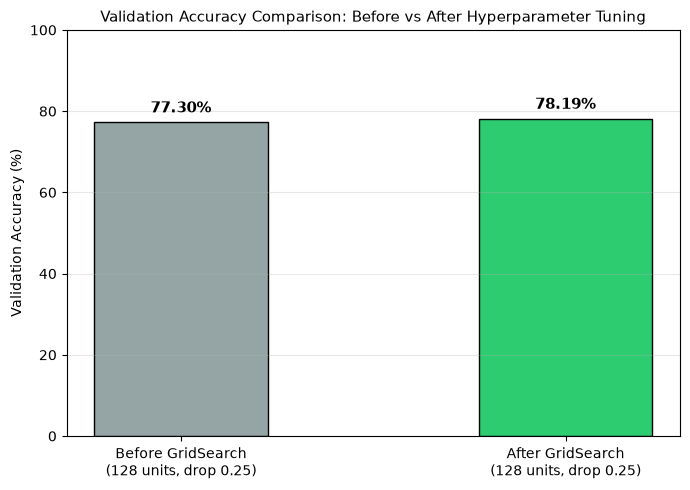 Validation Accuracy Comparison: Before vs After Hyperparameter Tuning
Validation Accuracy (%)
100
80
60
40
20
0
77.30%
78.19%
Before GridSearch
(128 units, drop 0.25)
After GridSearch
(128 units, drop 0.25)